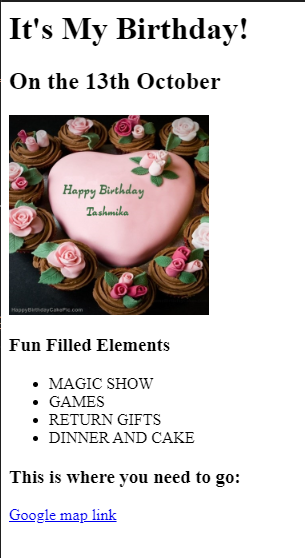 It's My Birthday!
On the 13th October
Happy Birthday
Tashmika
HappyBirthdayCakePic.com
Fun Filled Elements
MAGIC SHOW
GAMES
RETURN GIFTS
DINNER AND CAKE
This is where you need to go:
Google map link